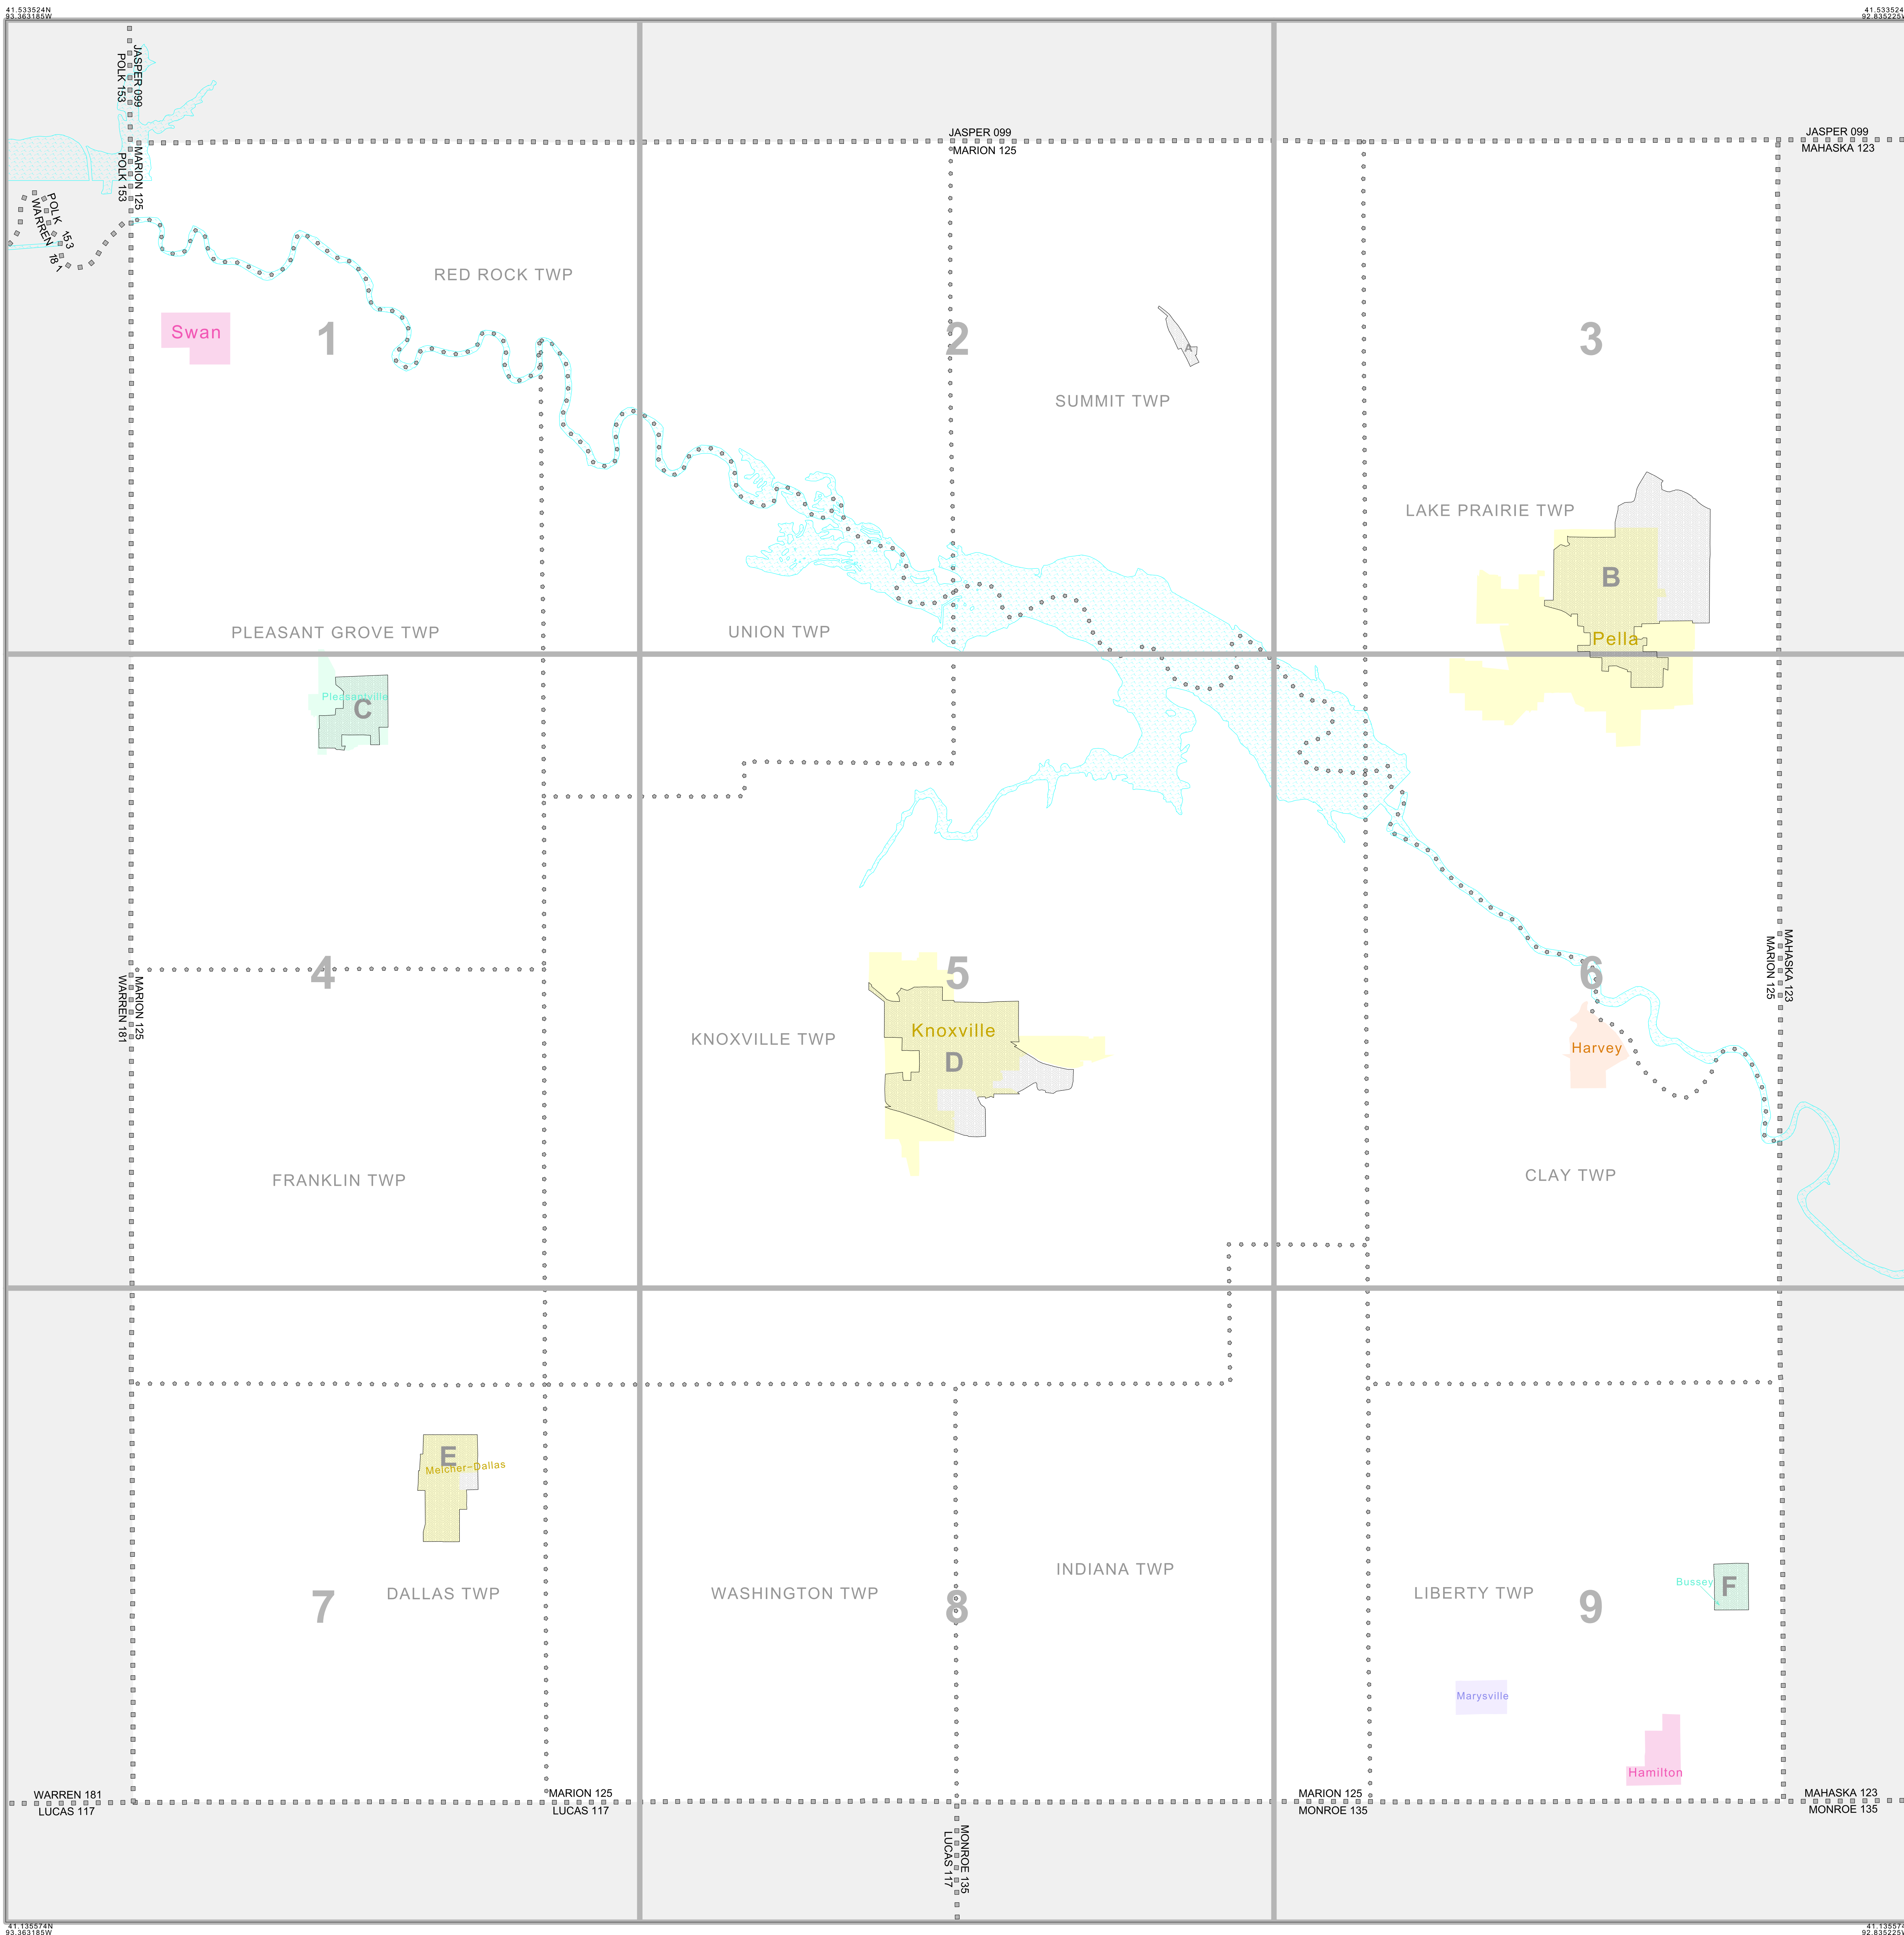 41.533524N
93.363185W
41.533524
92.835225W
JASPER 099
POLK 153
JASPER 099
MARION 125
JASPER 099
MAHASKA 123
MARION 125
POLK 153
POLK 153
WARREN 181
RED ROCK TWP
Swan
1
2
3
A
SUMMIT TWP
LAKE PRAIRIE TWP
B
PLEASANT GROVE TWP
UNION TWP
Pella
Pleasantville
C
4
5
6
MAHASKA 123
MARION 125
MARION 125
WARREN 181
KNOXVILLE TWP
Knoxville
D
Harvey
FRANKLIN TWP
CLAY TWP
E
Melcher-Dallas
INDIANA TWP
Bussey
F
7
DALLAS TWP
WASHINGTON TWP
8
LIBERTY TWP
9
Marysville
Hamilton
WARREN 181
LUCAS 117
MARION 125
LUCAS 117
MARION 125
MONROE 135
MAHASKA 123
MONROE 135
MONROE 135
LUCAS 117
41.135574N
93.363185W
41.135574
92.835225W